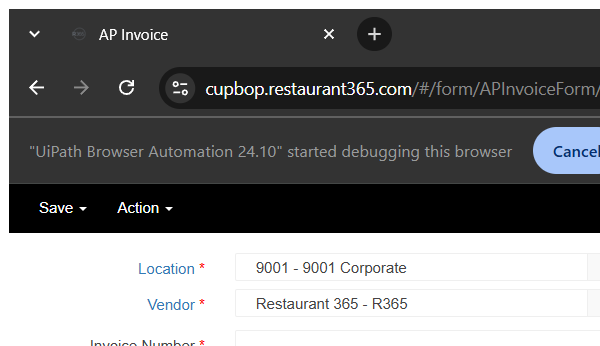 AP Invoice
cupbop.restaurant365.com/#/form/APInvoiceForm/
"UiPath Browser Automation 24.10" started debugging this browser
Cancel
Save Action
Location * 9001 - 9001 Corporate
Vendor * Restaurant 365 - R365
Invoice Number *